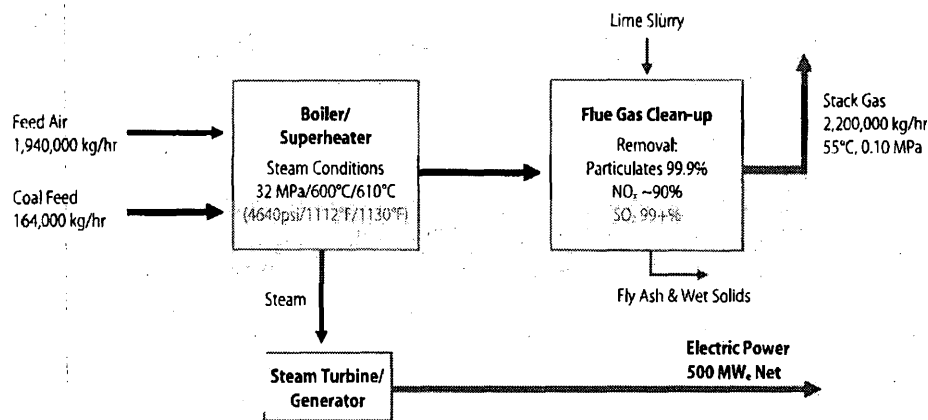 Lime Slurry
Feed Air
1,940,000 kg/hr
Coal Feed
164,000 kg/hr
Boiler/
Superheater
Steam Conditions
32 MPa/600°C/610°C
(4640psi/1112°F/1130°F)
Flue Gas Clean-up
Removal:
Particulates 99.9%
NOₓ ~90%
SO₂ 99+%
Stack Gas
2,200,000 kg/hr
55°C, 0.10 MPa
Steam
Fly Ash & Wet Solids
Steam Turbine/
Generator
Electric Power
500 MWₑ Net